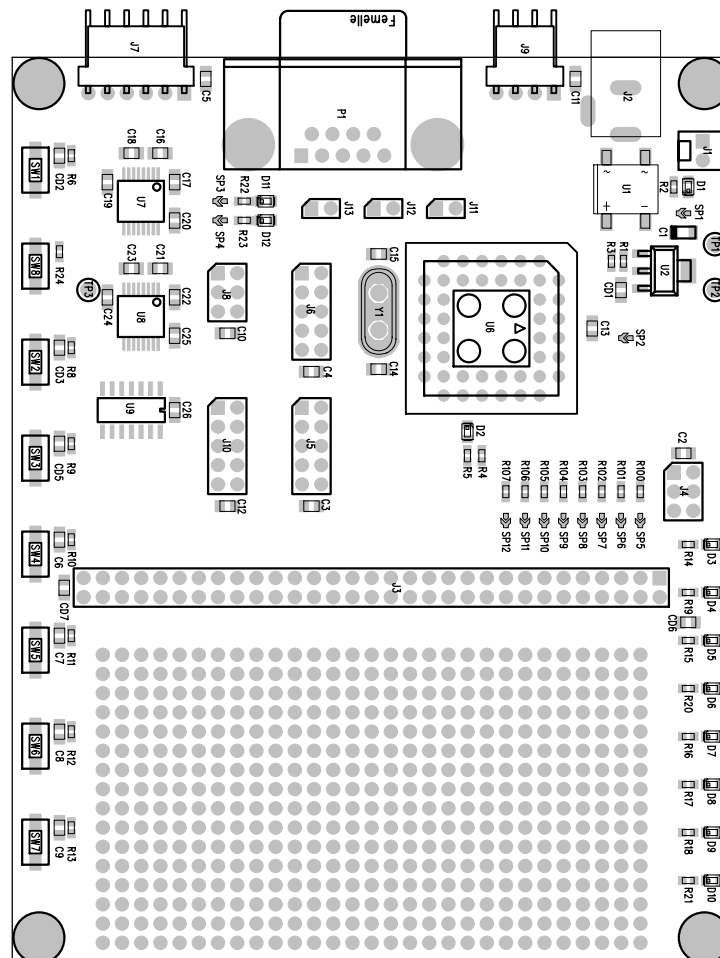 Femelle
J7
J9
C5
C11
J2
P1
J1
C18
C16
SW1
CD2
R6
C19
U7
C17
C20
SP3
R22
D11
SP4
R23
D12
J13
J12
J11
~
~
U1
+
−
R2
D1
SP1
C1
TP1
R3
R1
U2
CD1
TP2
SW8
R24
TP3
C23
C21
C24
U8
C22
C25
J8
C10
J6
C4
C15
Y1
C14
U6
C13
SP2
SW2
CD3
R8
U9
C26
J10
C12
J5
C3
D2
R5
R4
SW3
CD5
R9
C2
J4
R107
R106
R105
R104
R103
R102
R101
R100
SP12
SP11
SP10
SP9
SP8
SP7
SP6
SP5
SW4
C6
R10
CD7
J3
R14
D3
R19
D4
CD6
R15
D5
SW5
C7
R11
R20
D6
SW6
C8
R12
R16
D7
R17
D8
SW7
C9
R13
R18
D9
R21
D10